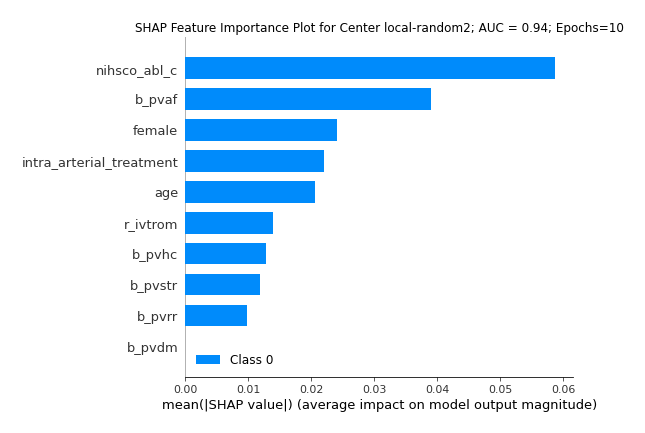 SHAP Feature Importance Plot for Center local-random2; AUC = 0.94; Epochs=10
nihsco_abl_c
b_pvaf
female
intra_arterial_treatment
age
r_ivtrom
b_pvhc
b_pvstr
b_pvrr
b_pvdm
Class 0
0.00 0.01 0.02 0.03 0.04 0.05 0.06
mean(|SHAP value|) (average impact on model output magnitude)